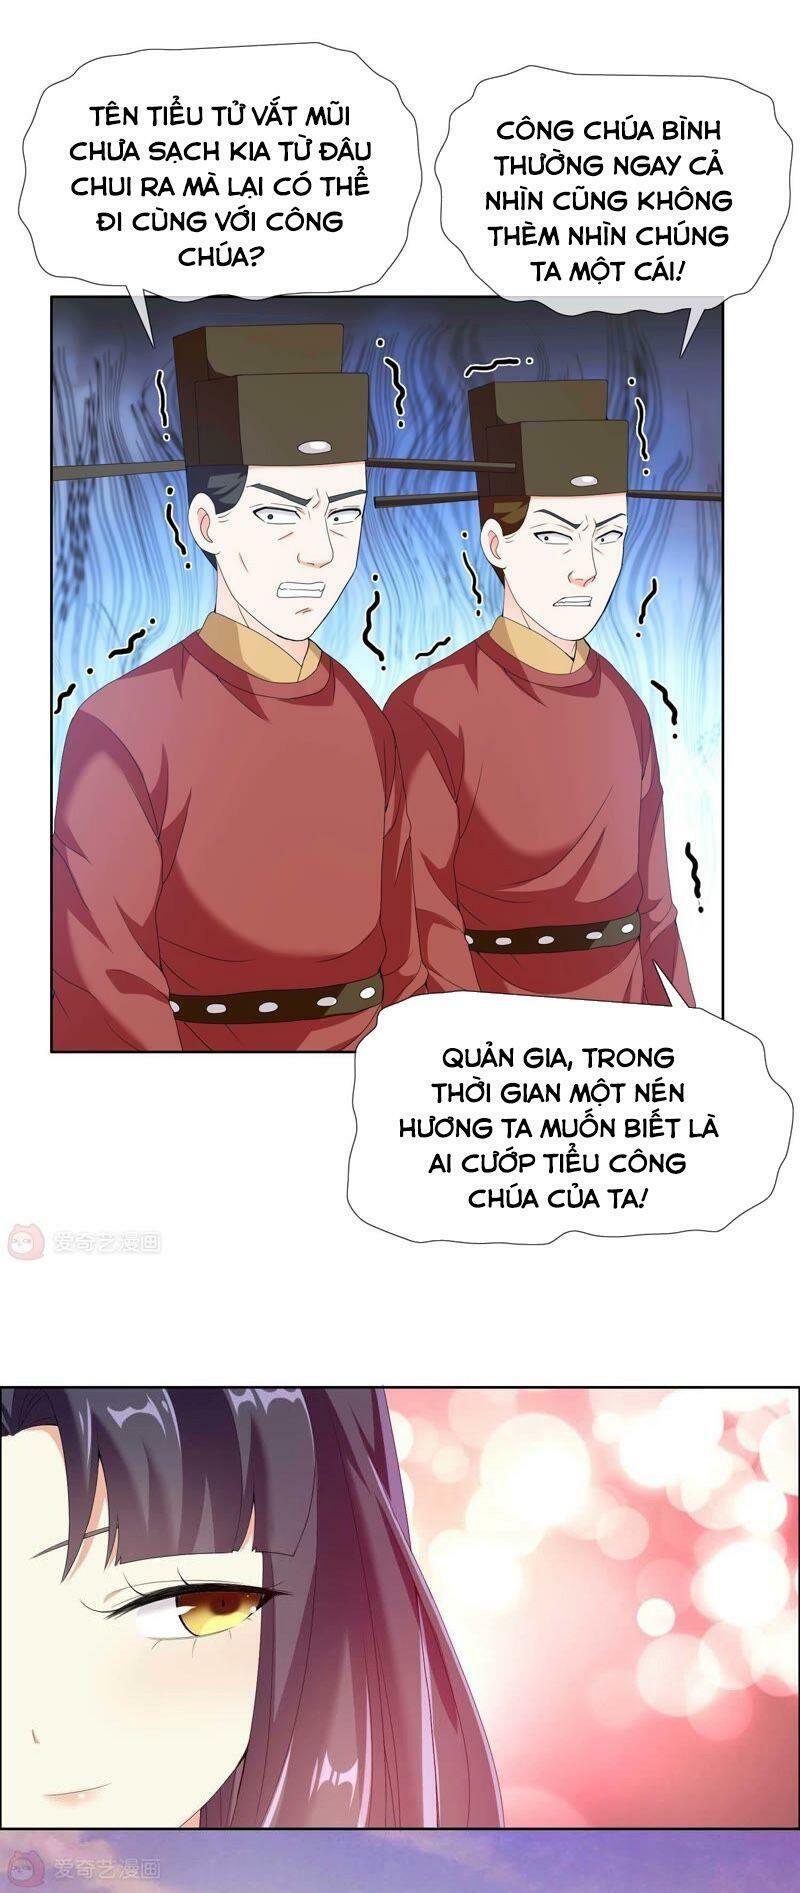 TÊN TIỂU TỬ VẮT MŨI
CHƯA SẠCH KIA TỪ ĐÂU
CHUI RA MÀ LẠI CÓ THỂ
ĐI CÙNG VỚI CÔNG
CHÚA?
CÔNG CHÚA BÌNH
THƯỜNG NGAY CẢ
NHÌN CŨNG KHÔNG
THÈM NHÌN CHÚNG
TA MỘT CÁI!
QUẢN GIA, TRONG
THỜI GIAN MỘT NÉN
HƯƠNG TA MUỐN BIẾT LÀ
AI CƯỚP TIỂU CÔNG
CHÚA CỦA TA!
爱奇艺漫画
爱奇艺漫画